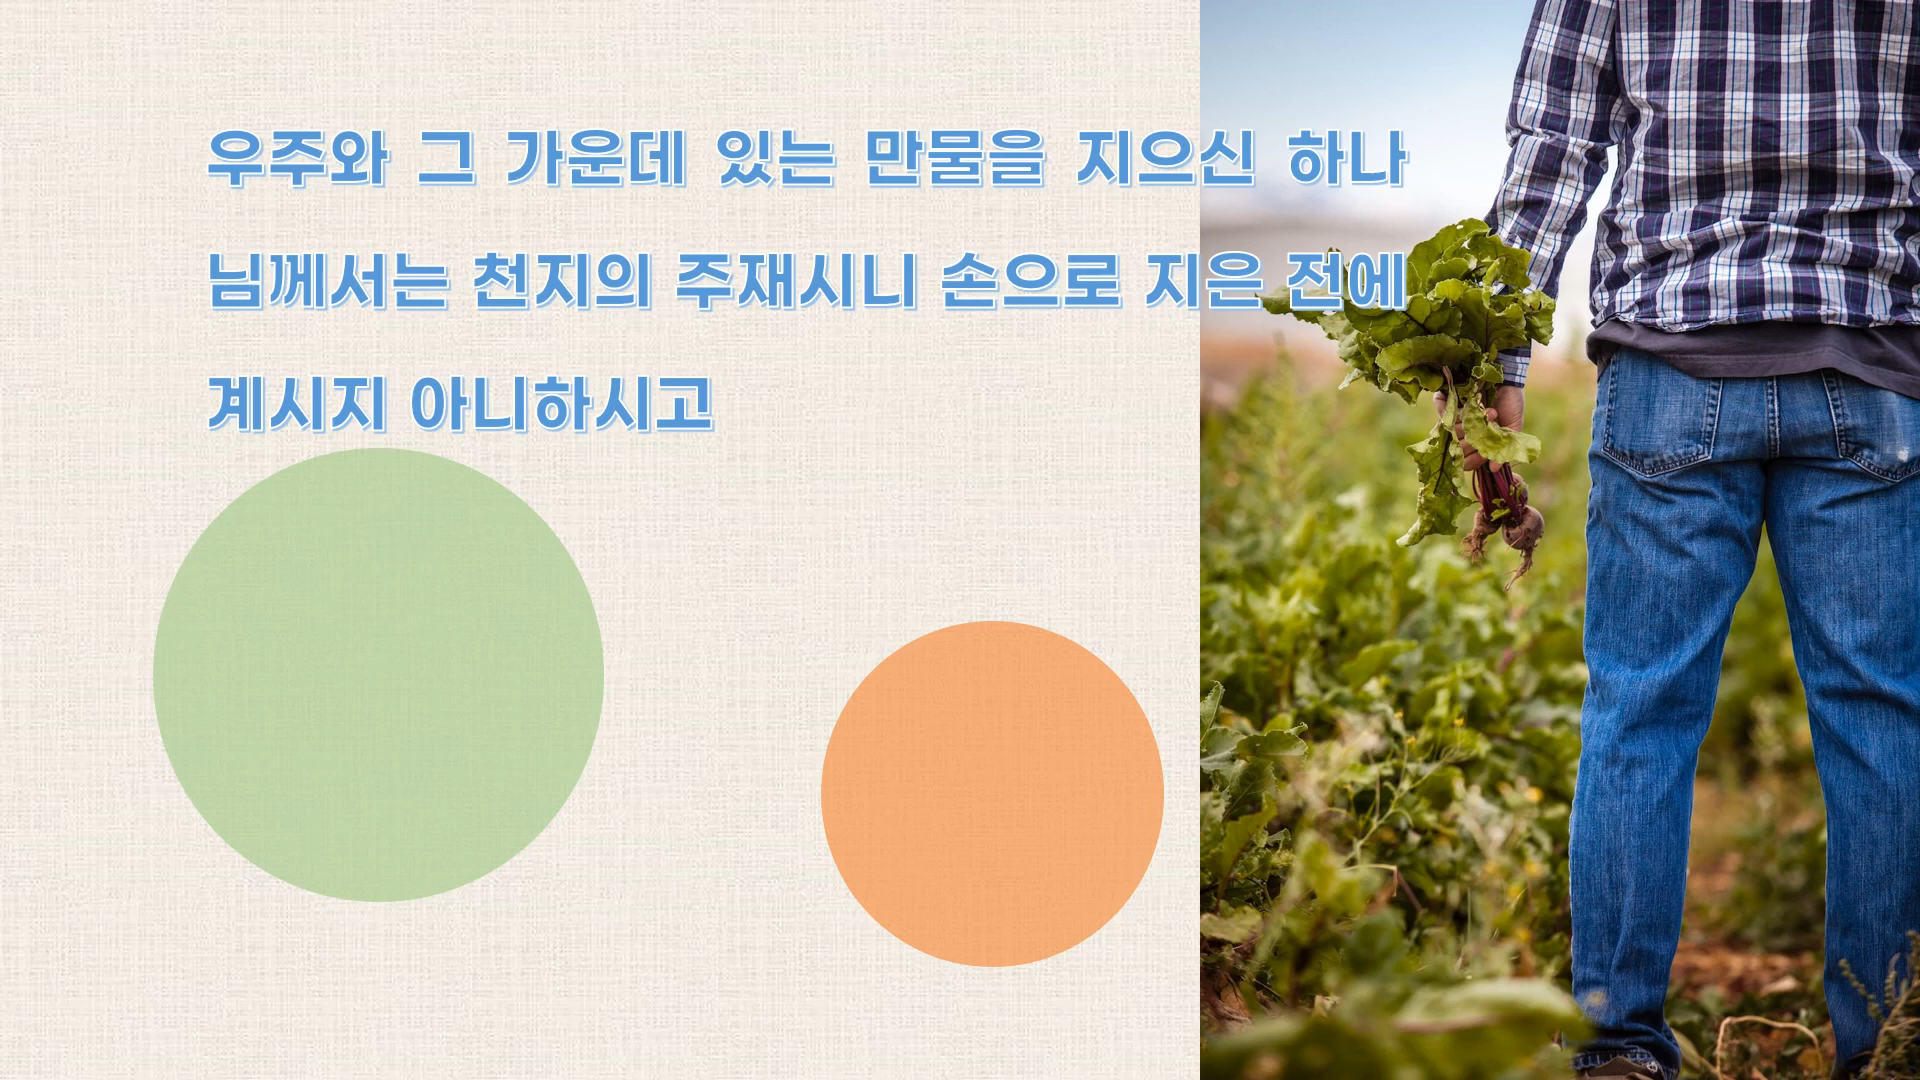 우주와 그 가운데 있는 만물을 지으신 하나
님께서는 천지의 주재시니 손으로 지은 전에
계시지 아니하시고